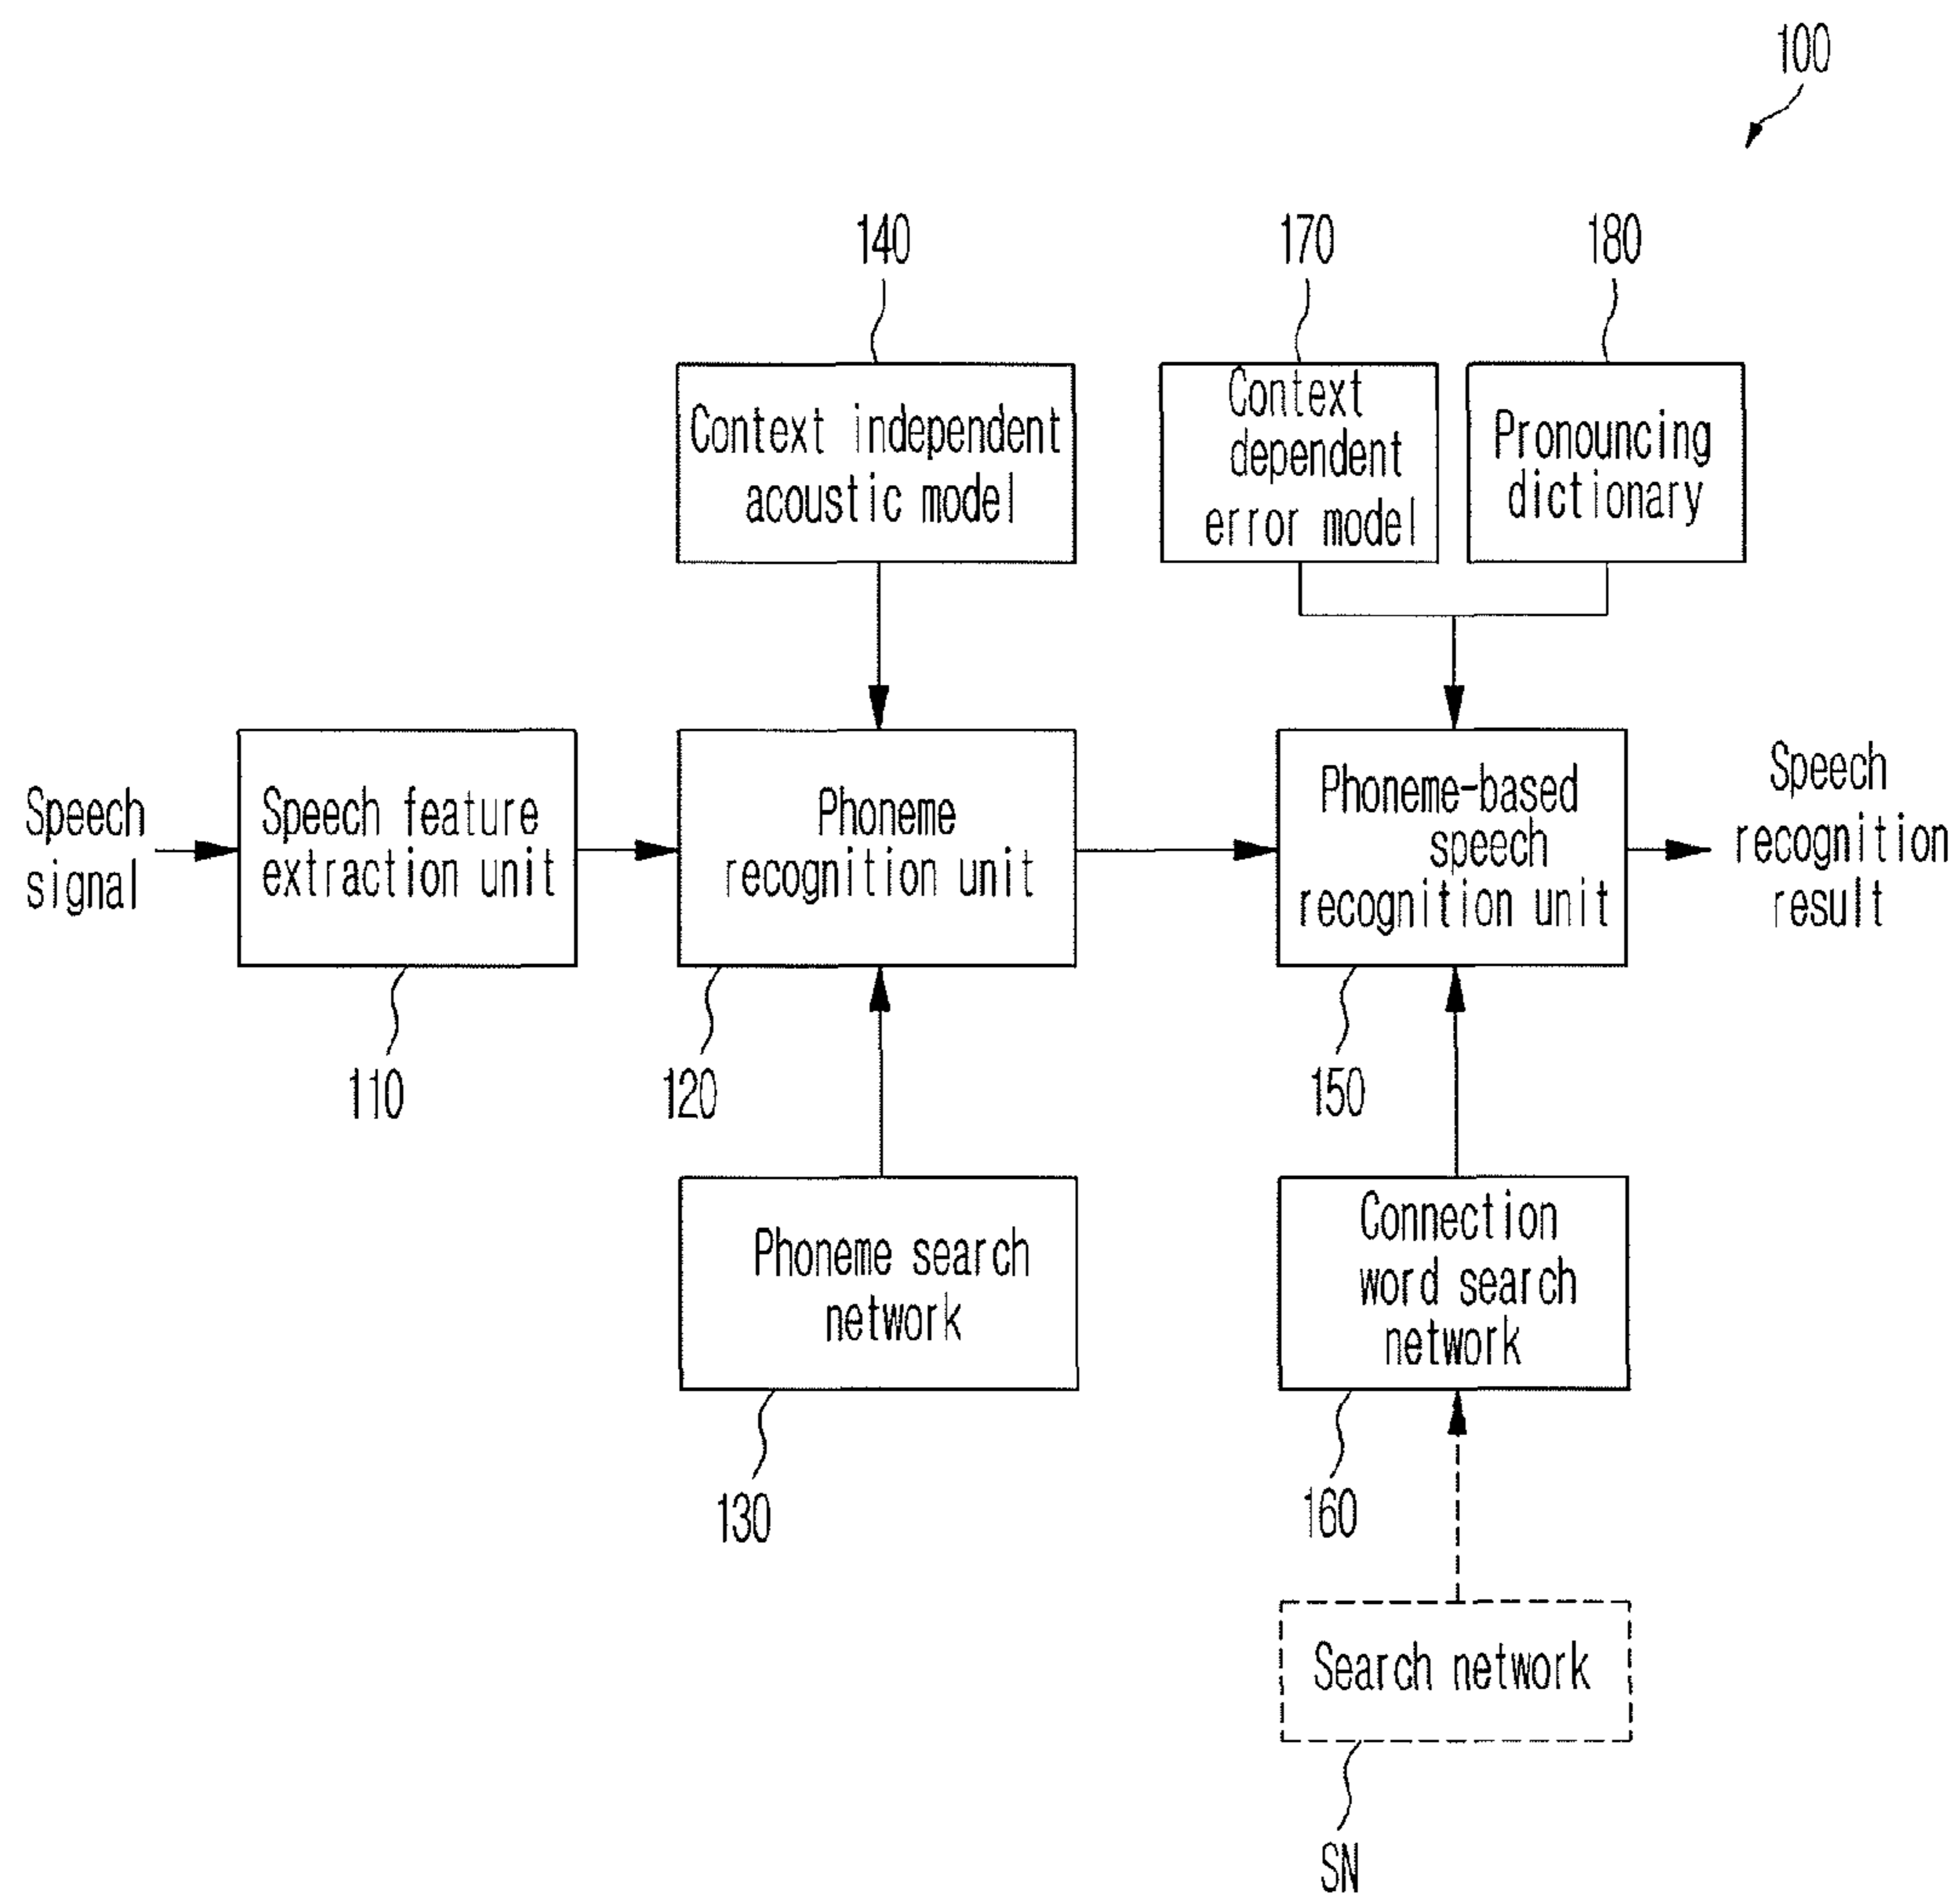 100
140
170
180
Context independent
acoustic model
Context
dependent
error model
Pronouncing
dictionary
Speech
signal
Speech feature
extraction unit
Phoneme
recognition unit
Phoneme-based
speech
recognition unit
Speech
recognition
result
110
120
150
Phoneme search
network
Connection
word search
network
130
160
Search network
SN